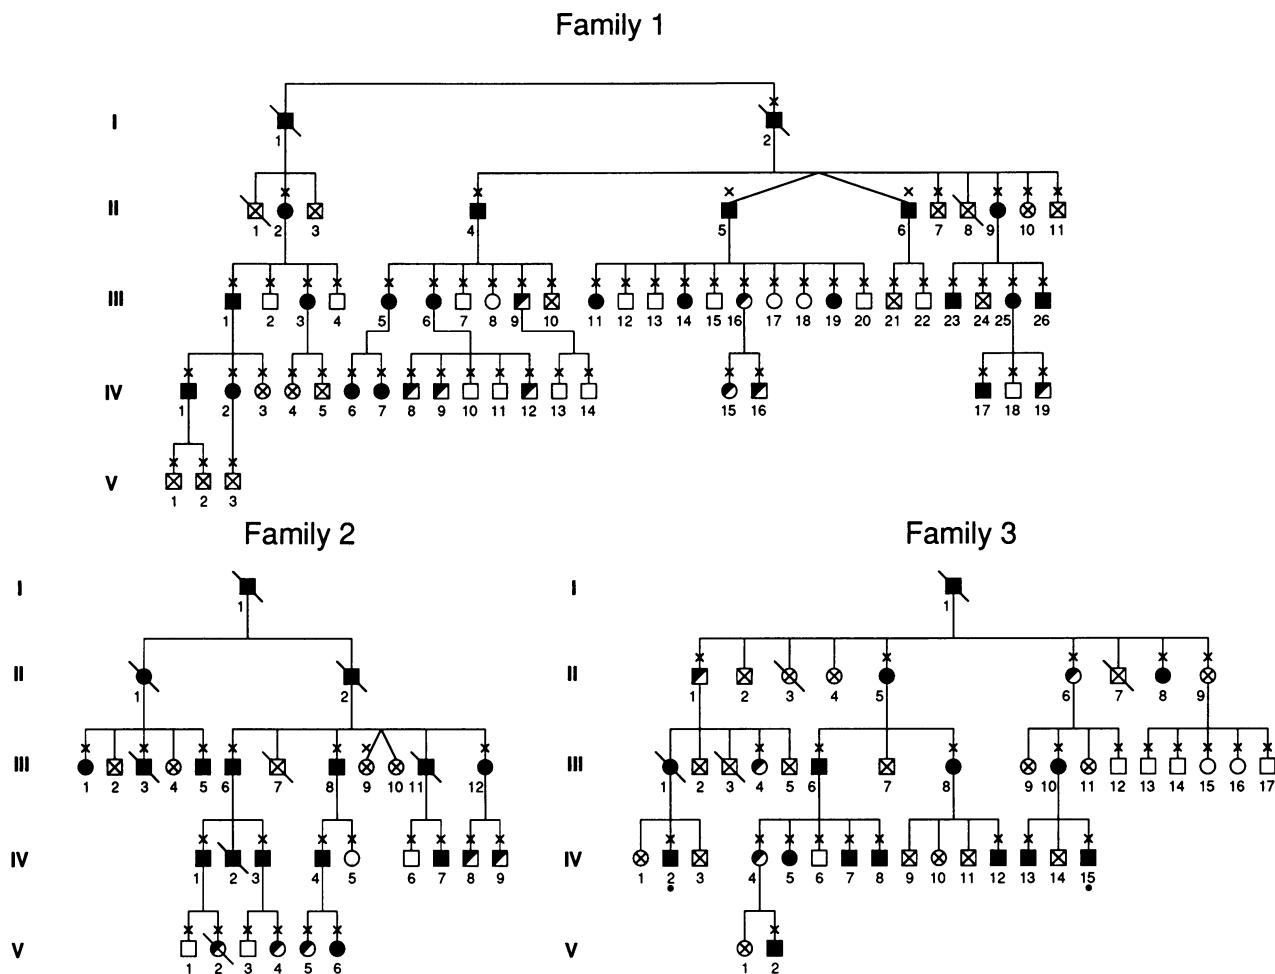 Family 1
I
1 2
II
1 2 3 4 5 6 7 8 9 10 11
III
1 2 3 4 5 6 7 8 9 10 11 12 13 14 15 16 17 18 19 20 21 22 23 24 25 26
IV
1 2 3 4 5 6 7 8 9 10 11 12 13 14 15 16 17 18 19
V
1 2 3
Family 2
I
1
II
1 2
III
1 2 3 4 5 6 7 8 9 10 11 12
IV
1 2 3 4 5 6 7 8 9
V
1 2 3 4 5 6
Family 3
I
1
II
1 2 3 4 5 6 7 8 9
III
1 2 3 4 5 6 7 8 9 10 11 12 13 14 15 16 17
IV
1 2 3 4 5 6 7 8 9 10 11 12 13 14 15
V
1 2